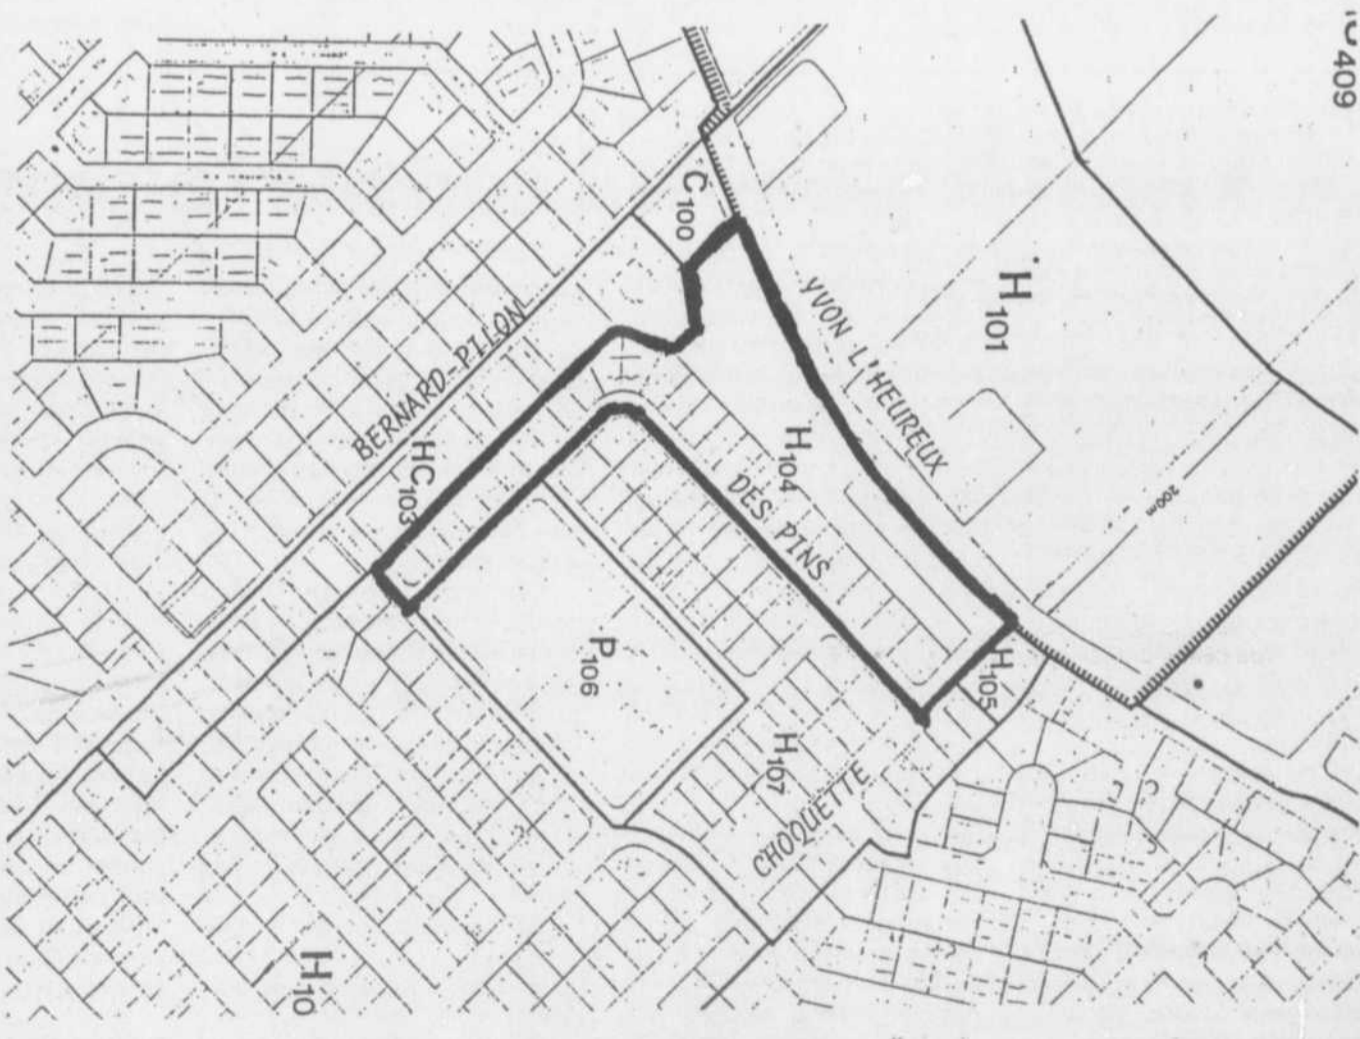 409
C100
H101
YVON L'HEUREUX
BERNARD-PILON
HC103
H104
DES PINS
200m
H105
P106
H107
CHOQUETTE
H10